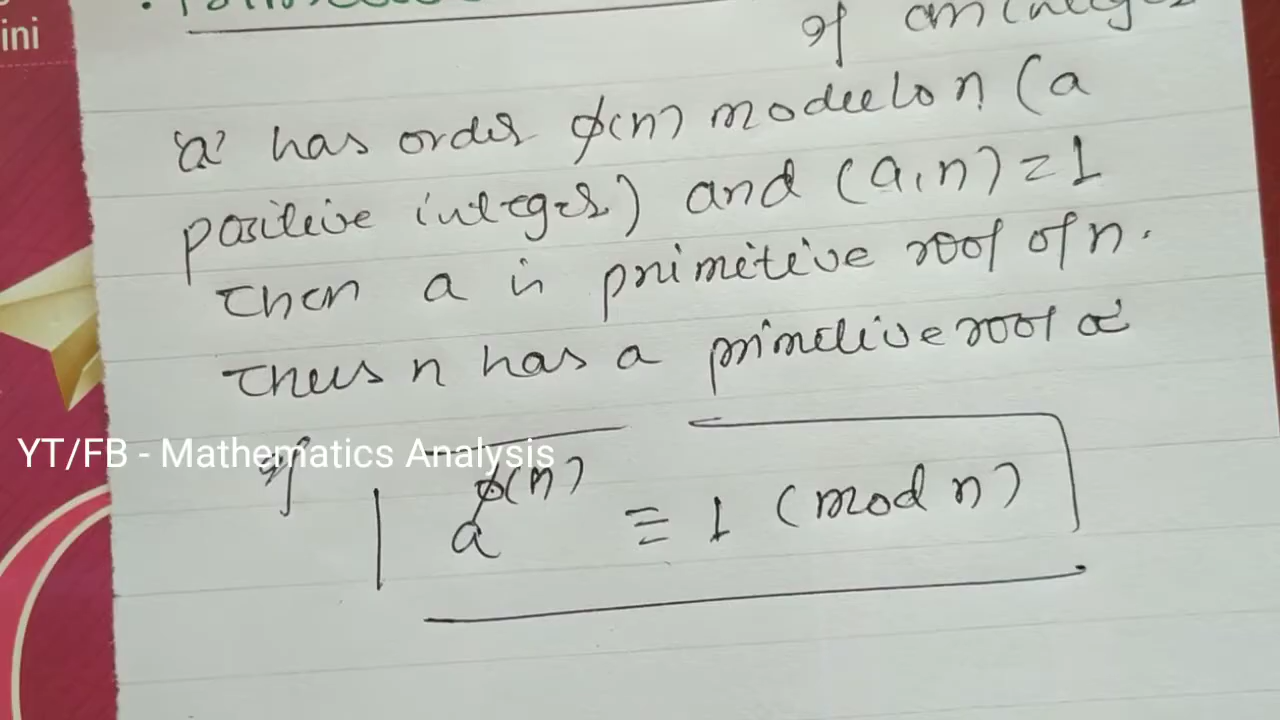 ini
of an integer
'a' has order φ(n) modulo n (a
positive integer) and (a, n) = 1
then a is primitive root of n.
thus n has a primitive root a
if
a^φ(n) ≡ 1 (mod n)
YT/FB - Mathematics Analysis